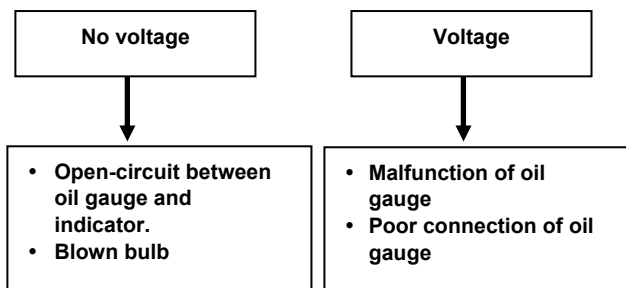 No voltage
Voltage
• Open-circuit between
oil gauge and
indicator.
• Blown bulb
• Malfunction of oil
gauge
• Poor connection of oil
gauge